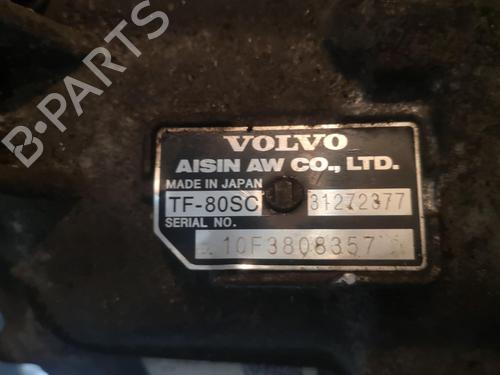 B-PARTS
VOLVO
AISIN AW CO., LTD.
MADE IN JAPAN
TF-80SC 31272377
SERIAL NO.
10F3808357